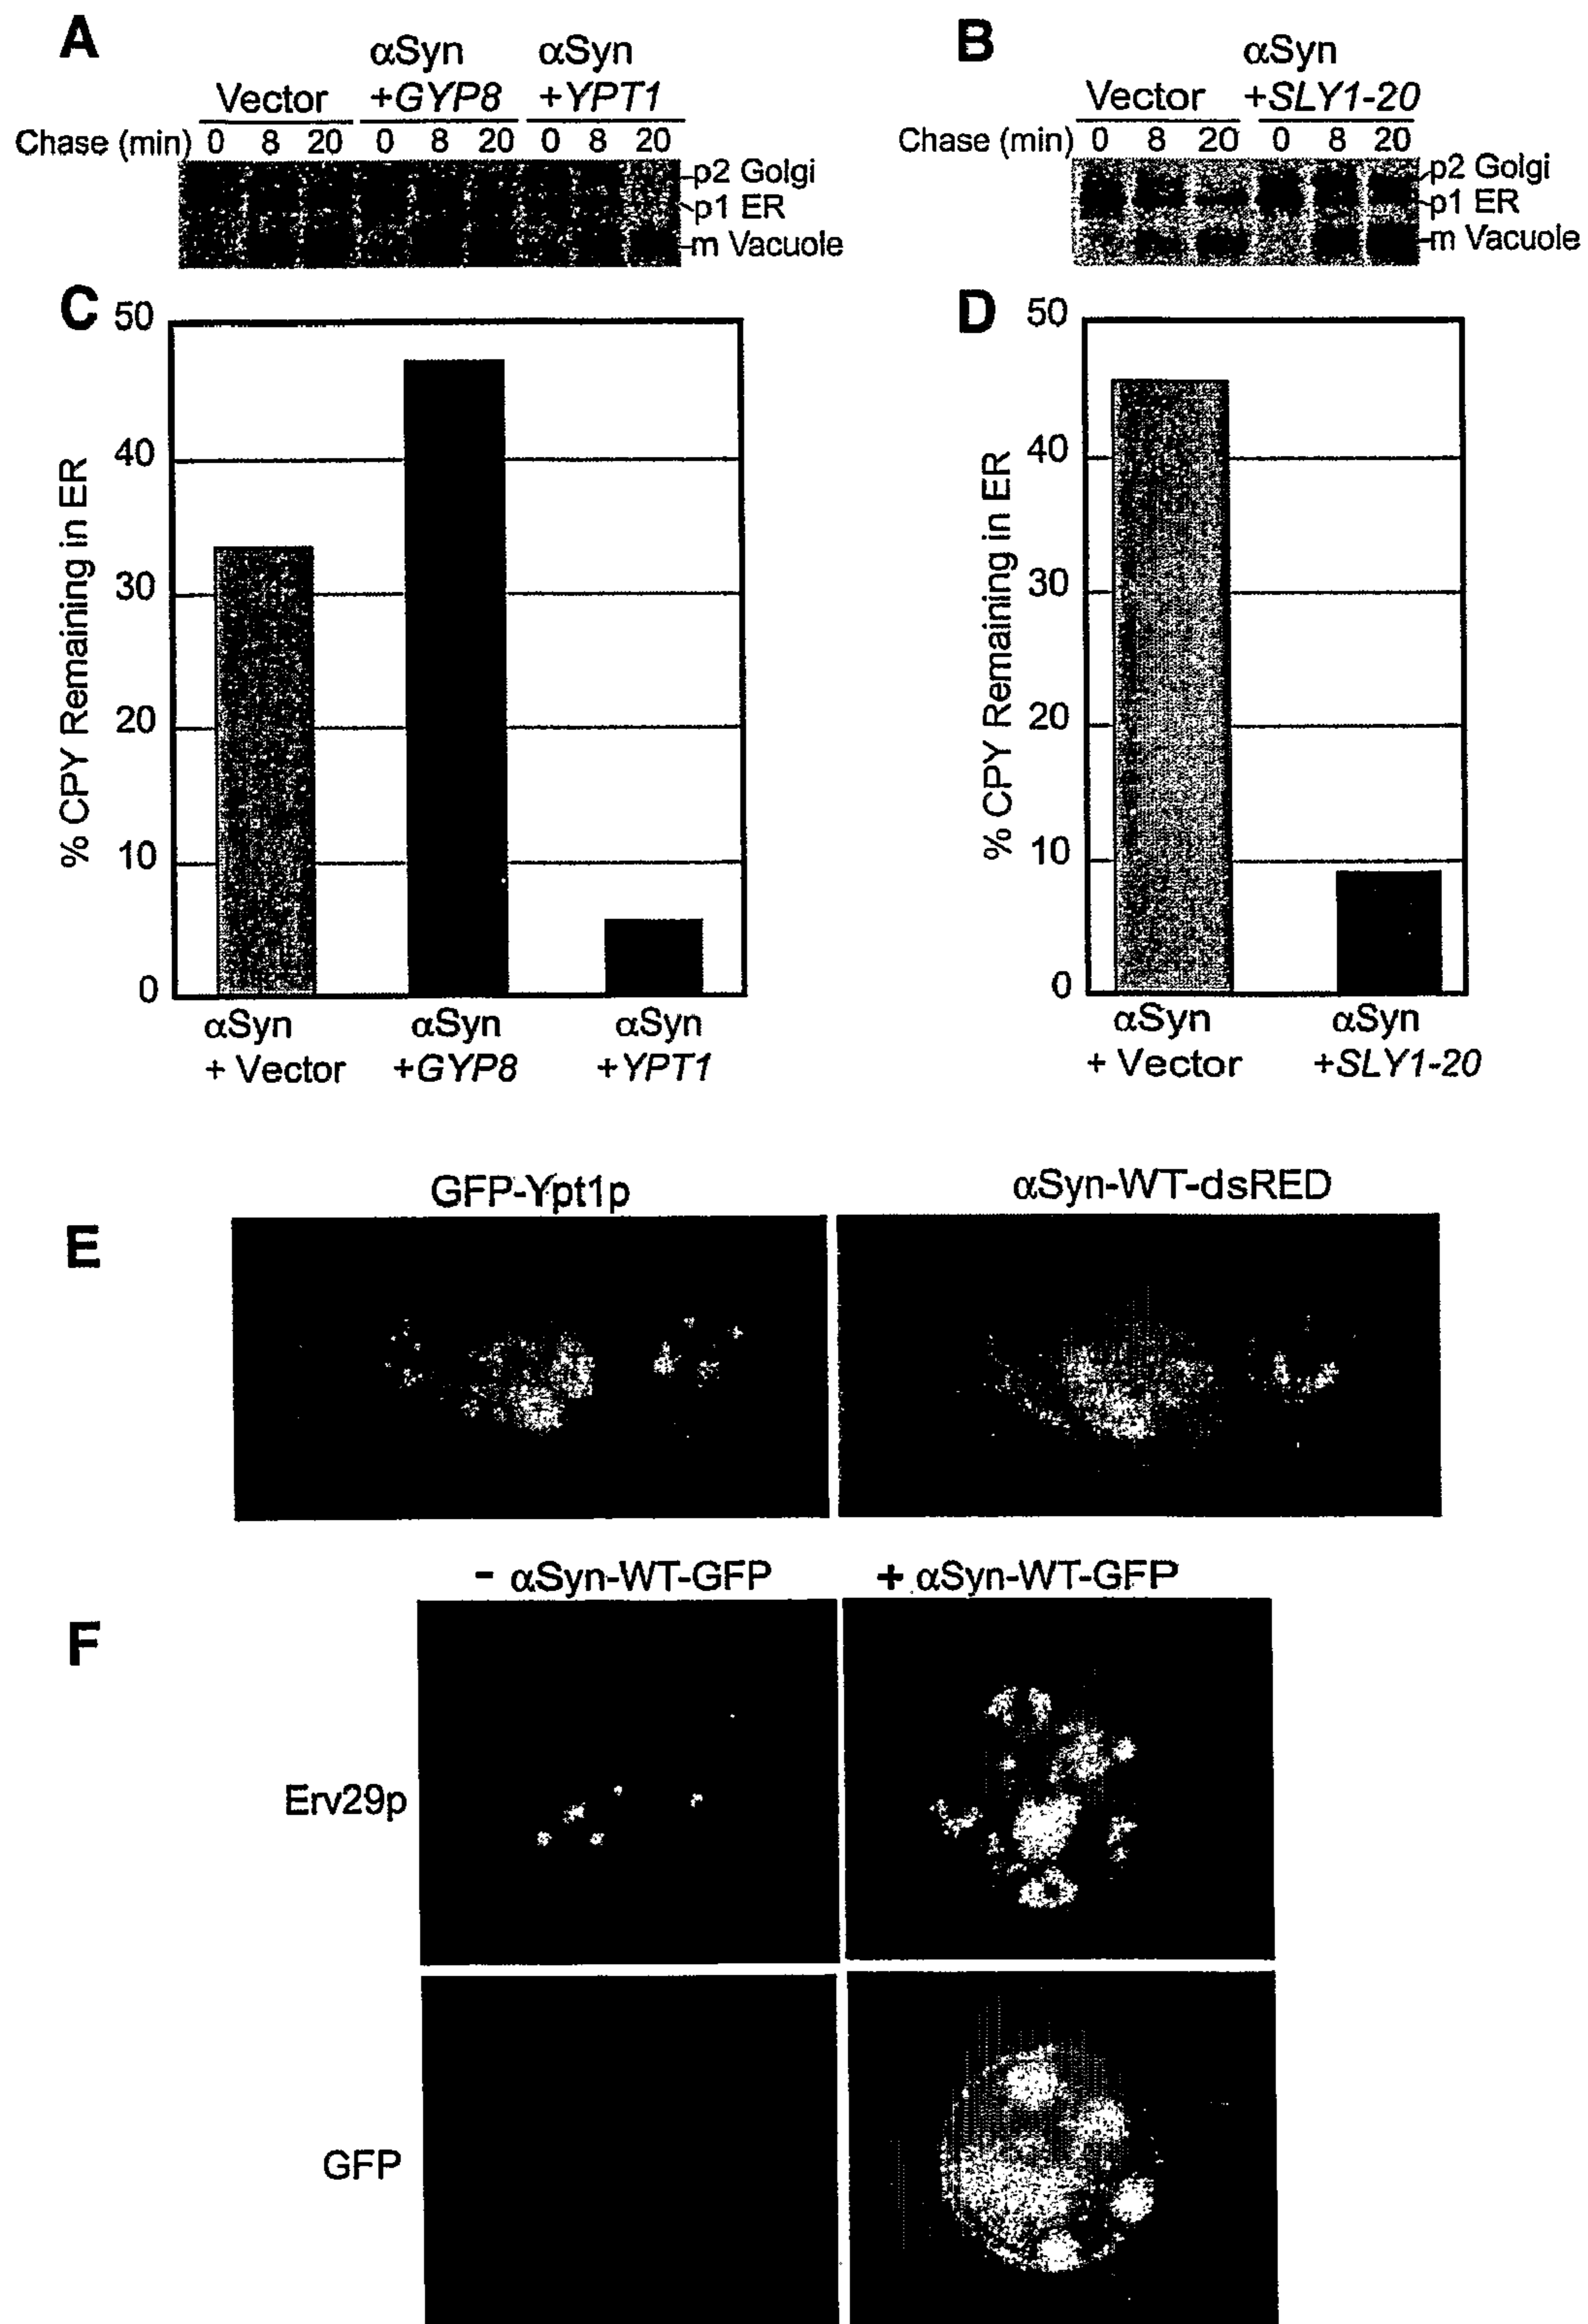 A
αSyn αSyn
Vector +GYP8 +YPT1
Chase (min) 0 8 20 0 8 20 0 8 20
p2 Golgi
p1 ER
m Vacuole
B
αSyn
Vector +SLY1-20
Chase (min) 0 8 20 0 8 20
p2 Golgi
p1 ER
m Vacuole
C
% CPY Remaining in ER
50
40
30
20
10
0
αSyn αSyn αSyn
+ Vector +GYP8 +YPT1
D
% CPY Remaining in ER
50
40
30
20
10
0
αSyn αSyn
+ Vector +SLY1-20
E
GFP-Ypt1p αSyn-WT-dsRED
F
- αSyn-WT-GFP + αSyn-WT-GFP
Erv29p
GFP